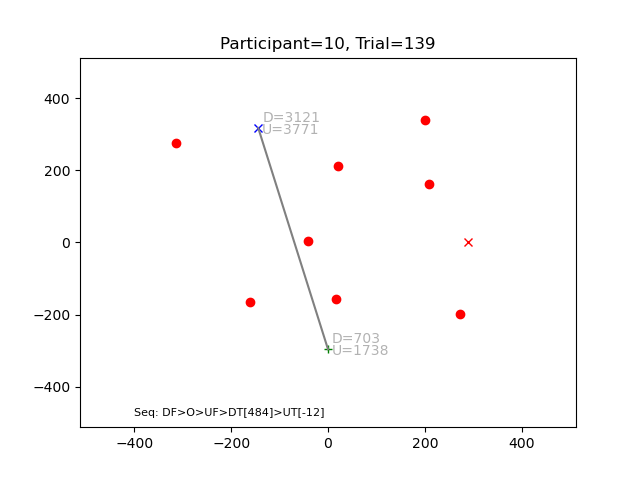 Participant=10, Trial=139
D=3121
U=3771
D=703
U=1738
Seq: DF>O>UF>DT[484]>UT[-12]
400
200
0
−200
−400
−400
−200
0
200
400